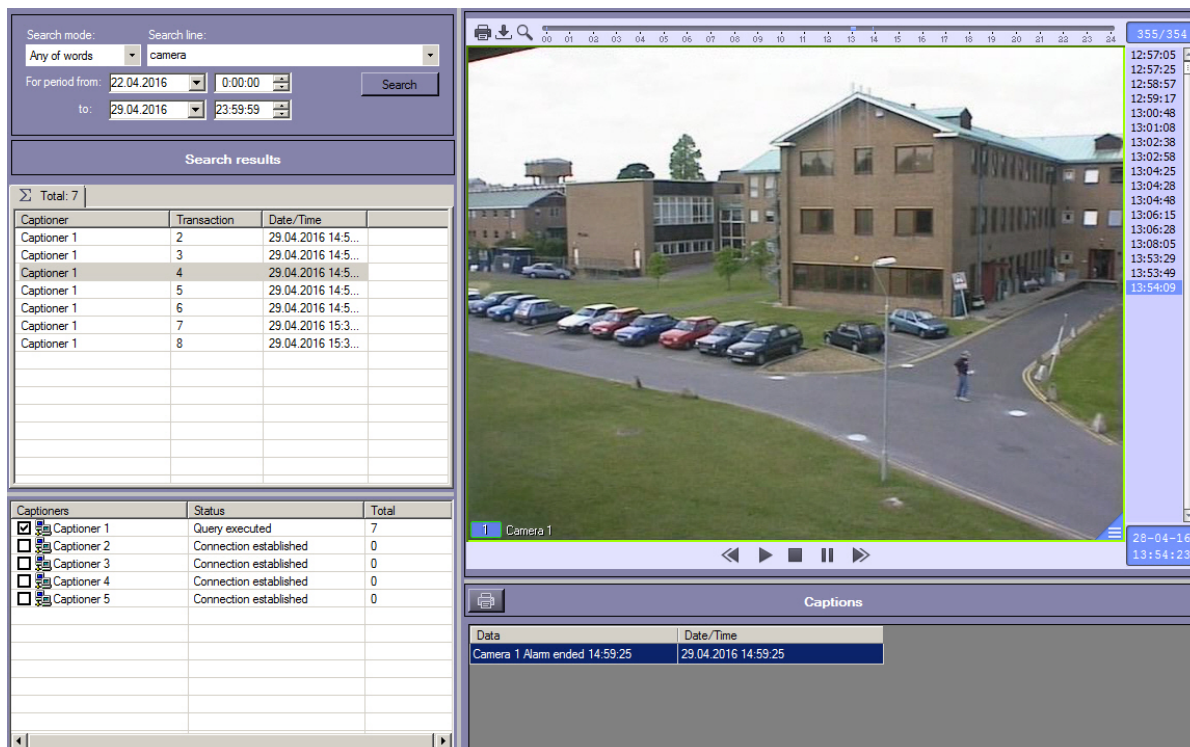 Search mode: Search line:
Any of words camera
For period from: 22.04.2016 0:00:00 Search
to: 29.04.2016 23:59:59
Search results
Σ Total: 7
Captioner Transaction Date/Time
Captioner 1 2 29.04.2016 14:5...
Captioner 1 3 29.04.2016 14:5...
Captioner 1 4 29.04.2016 14:5...
Captioner 1 5 29.04.2016 14:5...
Captioner 1 6 29.04.2016 14:5...
Captioner 1 7 29.04.2016 15:3...
Captioner 1 8 29.04.2016 15:3...
Captioners Status Total
Captioner 1 Query executed 7
Captioner 2 Connection established 0
Captioner 3 Connection established 0
Captioner 4 Connection established 0
Captioner 5 Connection established 0
00 01 02 03 04 05 06 07 08 09 10 11 12 13 14 15 16 17 18 19 20 21 22 23 24
355/354
12:57:05
12:57:25
12:58:57
12:59:17
13:00:48
13:01:08
13:02:38
13:02:58
13:04:25
13:04:28
13:04:48
13:06:15
13:06:28
13:08:05
13:53:29
13:53:49
13:54:09
1 Camera 1
28-04-16
13:54:23
Captions
Data Date/Time
Camera 1 Alarm ended 14:59:25 29.04.2016 14:59:25